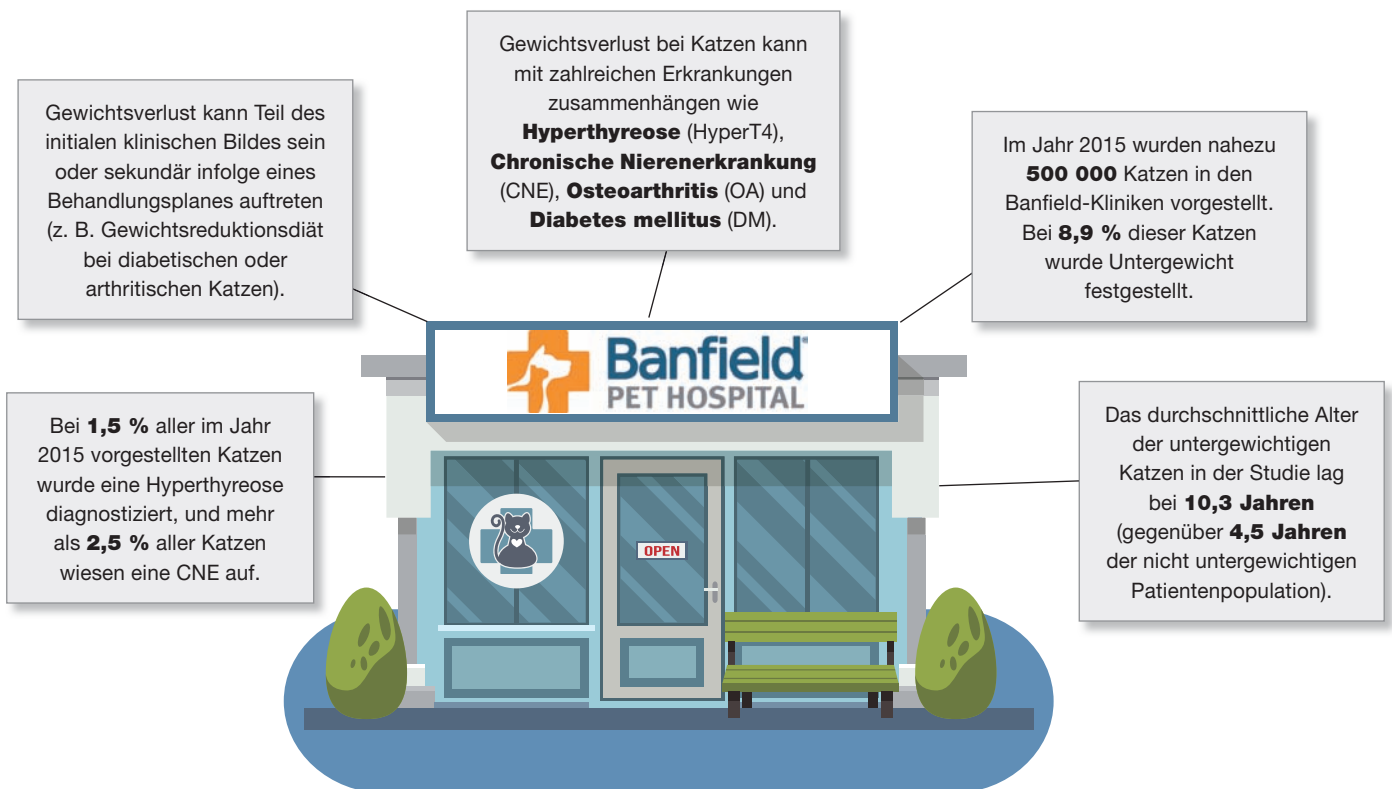 Gewichtsverlust bei Katzen kann
mit zahlreichen Erkrankungen
zusammenhängen wie
Hyperthyreose (HyperT4),
Chronische Nierenerkrankung
(CNE), Osteoarthritis (OA) und
Diabetes mellitus (DM).
Gewichtsverlust kann Teil des
initialen klinischen Bildes sein
oder sekundär infolge eines
Behandlungsplanes auftreten
(z. B. Gewichtsreduktionsdiät
bei diabetischen oder
arthritischen Katzen).
Im Jahr 2015 wurden nahezu
500 000 Katzen in den
Banfield-Kliniken vorgestellt.
Bei 8,9 % dieser Katzen
wurde Untergewicht
festgestellt.
Banfield®
PET HOSPITAL
Bei 1,5 % aller im Jahr
2015 vorgestellten Katzen
wurde eine Hyperthyreose
diagnostiziert, und mehr
als 2,5 % aller Katzen
wiesen eine CNE auf.
Das durchschnittliche Alter
der untergewichtigen
Katzen in der Studie lag
bei 10,3 Jahren
(gegenüber 4,5 Jahren
der nicht untergewichtigen
Patientenpopulation).
OPEN